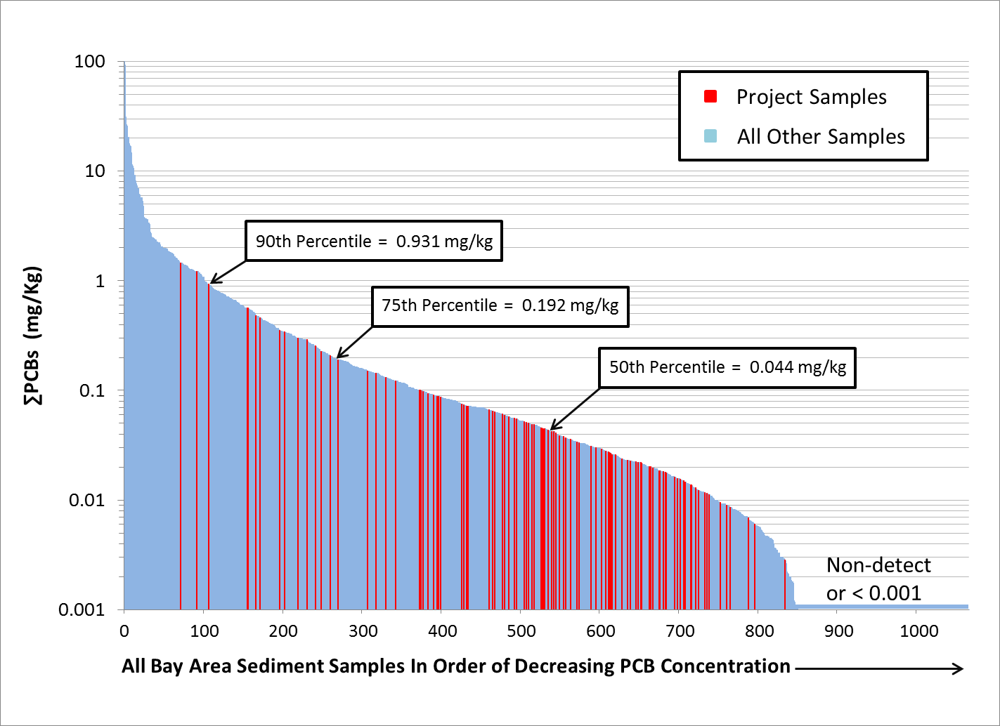 100
10
1
0.1
0.01
0.001
∑PCBs (mg/Kg)
Project Samples
All Other Samples
90th Percentile = 0.931 mg/kg
75th Percentile = 0.192 mg/kg
50th Percentile = 0.044 mg/kg
Non-detect
or < 0.001
0 100 200 300 400 500 600 700 800 900 1000
All Bay Area Sediment Samples In Order of Decreasing PCB Concentration